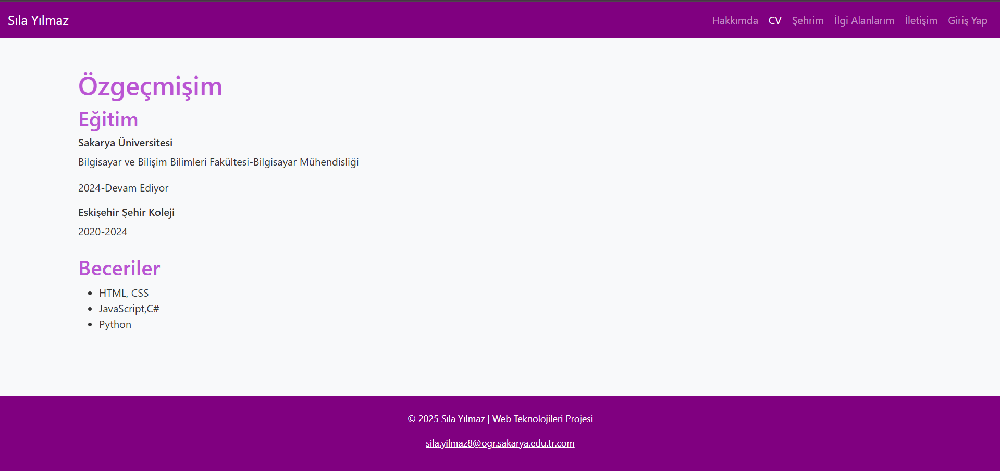 Sıla Yılmaz
Hakkımda CV Şehrim İlgi Alanlarım İletişim Giriş Yap
Özgeçmişim
Eğitim
Sakarya Üniversitesi
Bilgisayar ve Bilişim Bilimleri Fakültesi-Bilgisayar Mühendisliği
2024-Devam Ediyor
Eskişehir Şehir Koleji
2020-2024
Beceriler
• HTML, CSS
• JavaScript,C#
• Python
© 2025 Sıla Yılmaz | Web Teknolojileri Projesi
sila.yilmaz8@ogr.sakarya.edu.tr.com